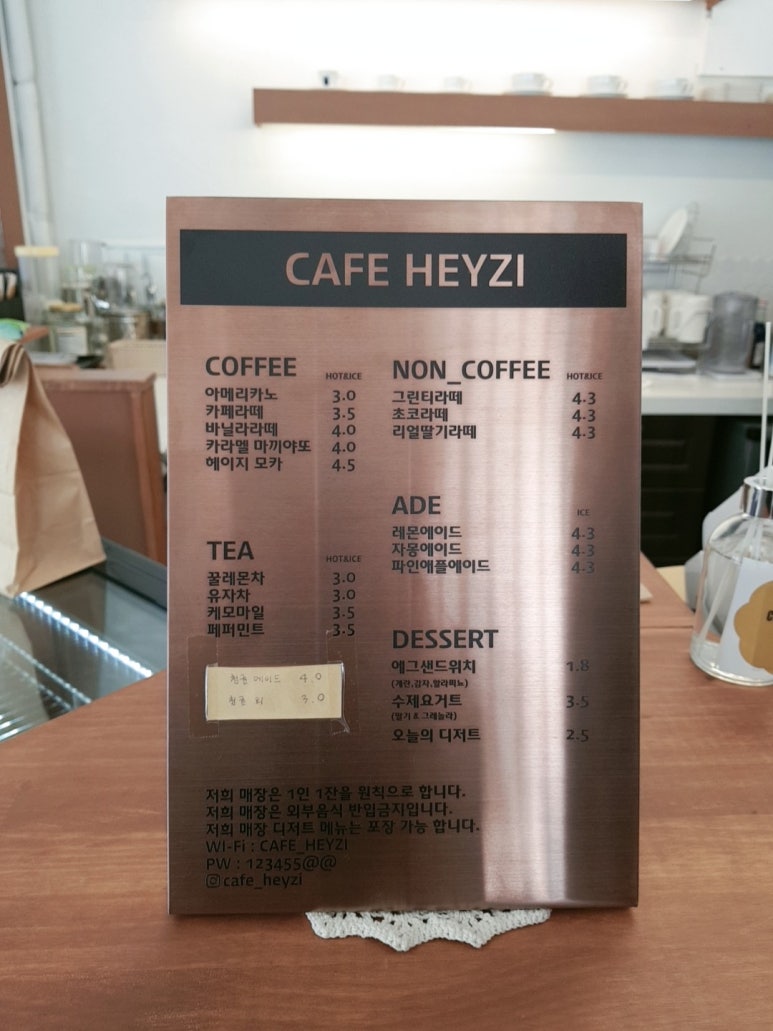 CAFE HEYZI
COFFEE HOT&ICE
아메리카노 3.0
카페라떼 3.5
바닐라라떼 4.0
카라멜 마끼야또 4.0
헤이지 모카 4.5
TEA HOT&ICE
꿀레몬차 3.0
유자차 3.0
케모마일 3.5
페퍼민트 3.5
청귤에이드 4.0
청귤 티 3.0
NON_COFFEE HOT&ICE
그린티라떼 4.3
초코라떼 4.3
리얼딸기라떼 4.3
ADE ICE
레몬에이드 4.3
자몽에이드 4.3
파인애플에이드 4.3
DESSERT
에그샌드위치 1.8
(계란,감자,할라피뇨)
수제요거트 3.5
(딸기 & 그래놀라)
오늘의 디저트 2.5
저희 매장은 1인 1잔을 원칙으로 합니다.
저희 매장은 외부음식 반입금지입니다.
저희 매장 디저트 메뉴는 포장 가능 합니다.
WI-Fi : CAFE_HEYZI
PW : 123455@@
cafe_heyzi